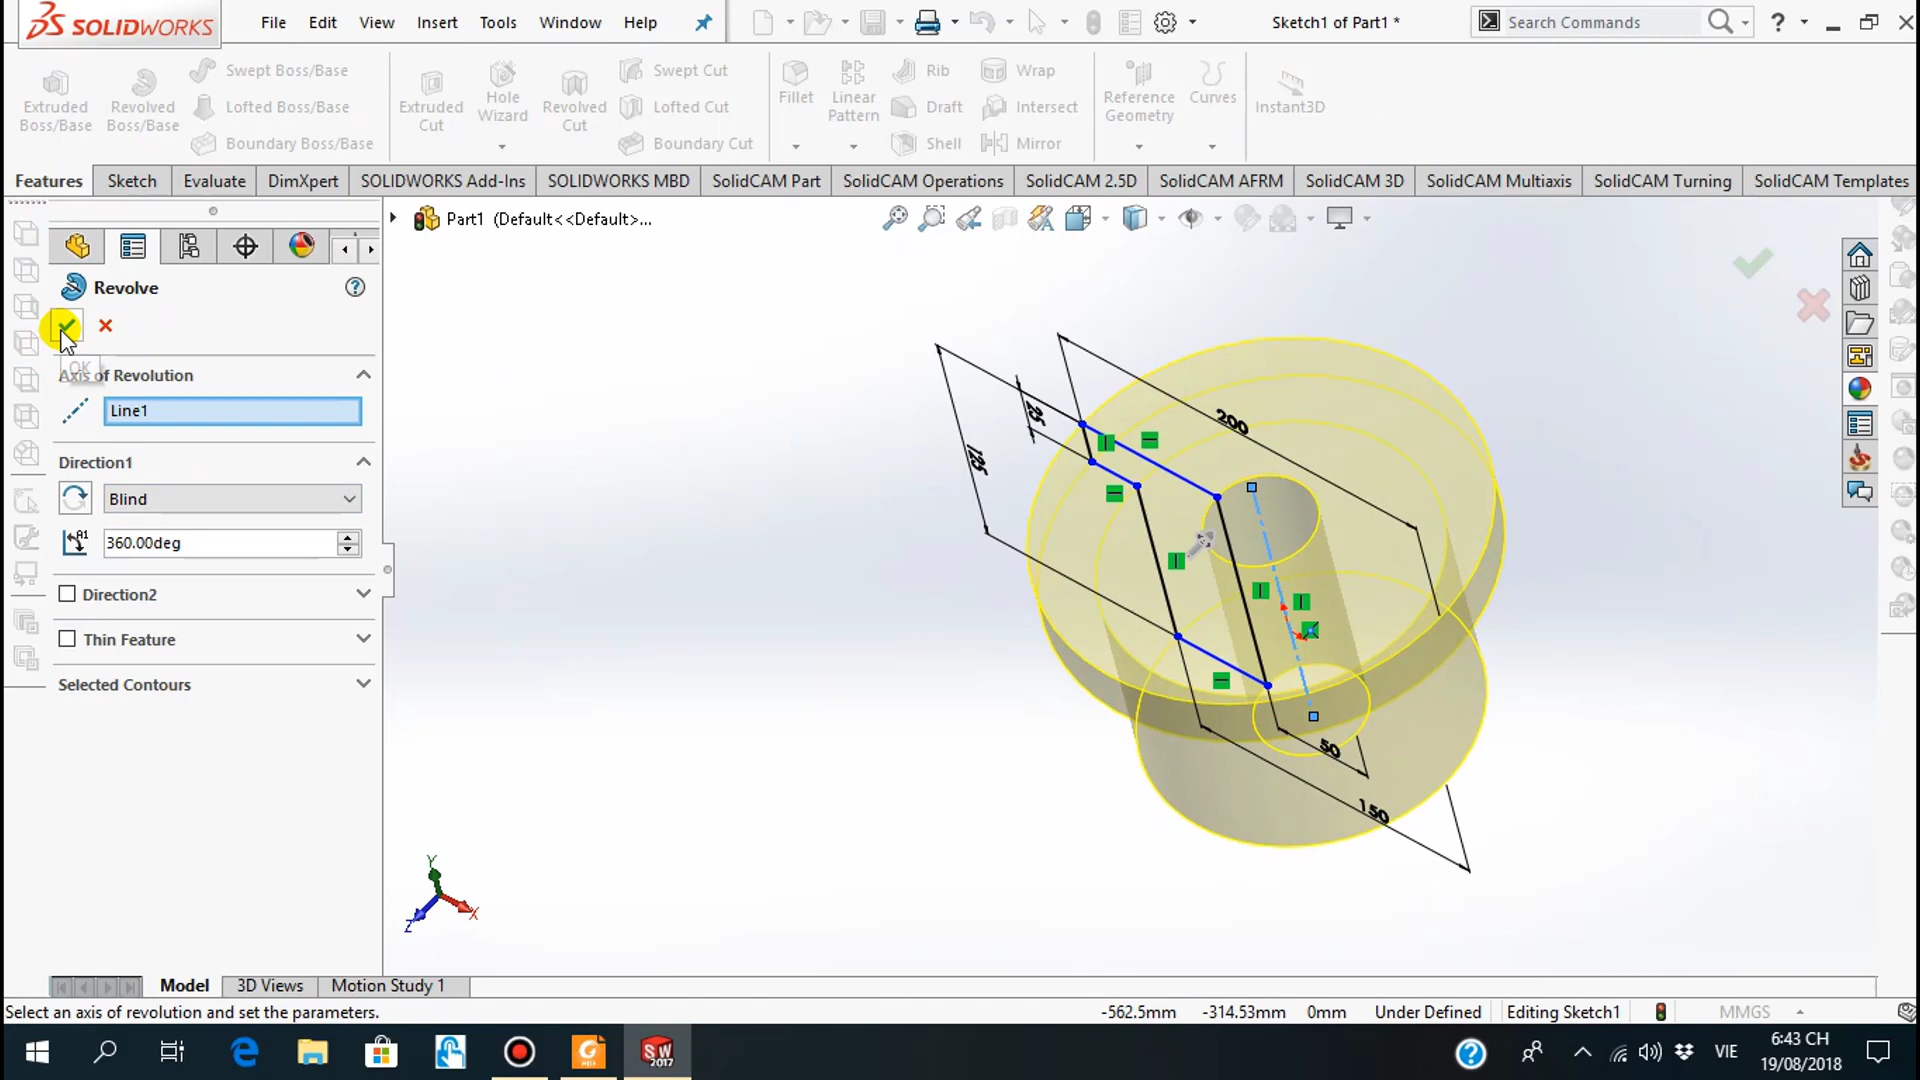 SOLIDWORKS
File Edit View Insert Tools Window Help
Sketch1 of Part1 *
Search Commands
Extruded Boss/Base
Revolved Boss/Base
Swept Boss/Base
Lofted Boss/Base
Boundary Boss/Base
Extruded Cut
Hole Wizard
Revolved Cut
Swept Cut
Lofted Cut
Boundary Cut
Fillet
Linear Pattern
Rib
Draft
Shell
Wrap
Intersect
Mirror
Reference Geometry
Curves
Instant3D
Features Sketch Evaluate DimXpert SOLIDWORKS Add-Ins SOLIDWORKS MBD SolidCAM Part SolidCAM Operations SolidCAM 2.5D SolidCAM AFRM SolidCAM 3D SolidCAM Multiaxis SolidCAM Turning SolidCAM Templates
Part1 (Default<<Default>...
Revolve
OK
Axis of Revolution
Line1
Direction1
Blind
A1
360.00deg
Direction2
Thin Feature
Selected Contours
25
200
125
50
150
Y
X
Z
Model 3D Views Motion Study 1
Select an axis of revolution and set the parameters.
-562.5mm -314.53mm 0mm Under Defined Editing Sketch1 MMGS
SW 2017
VIE
6:43 CH
19/08/2018